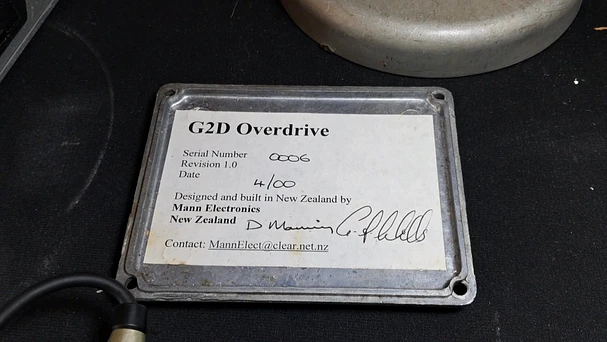 G2D Overdrive
Serial Number 0006
Revision 1.0
Date 4/00
Designed and built in New Zealand by
Mann Electronics
New Zealand D Manning
Contact: MannElect@clear.net.nz